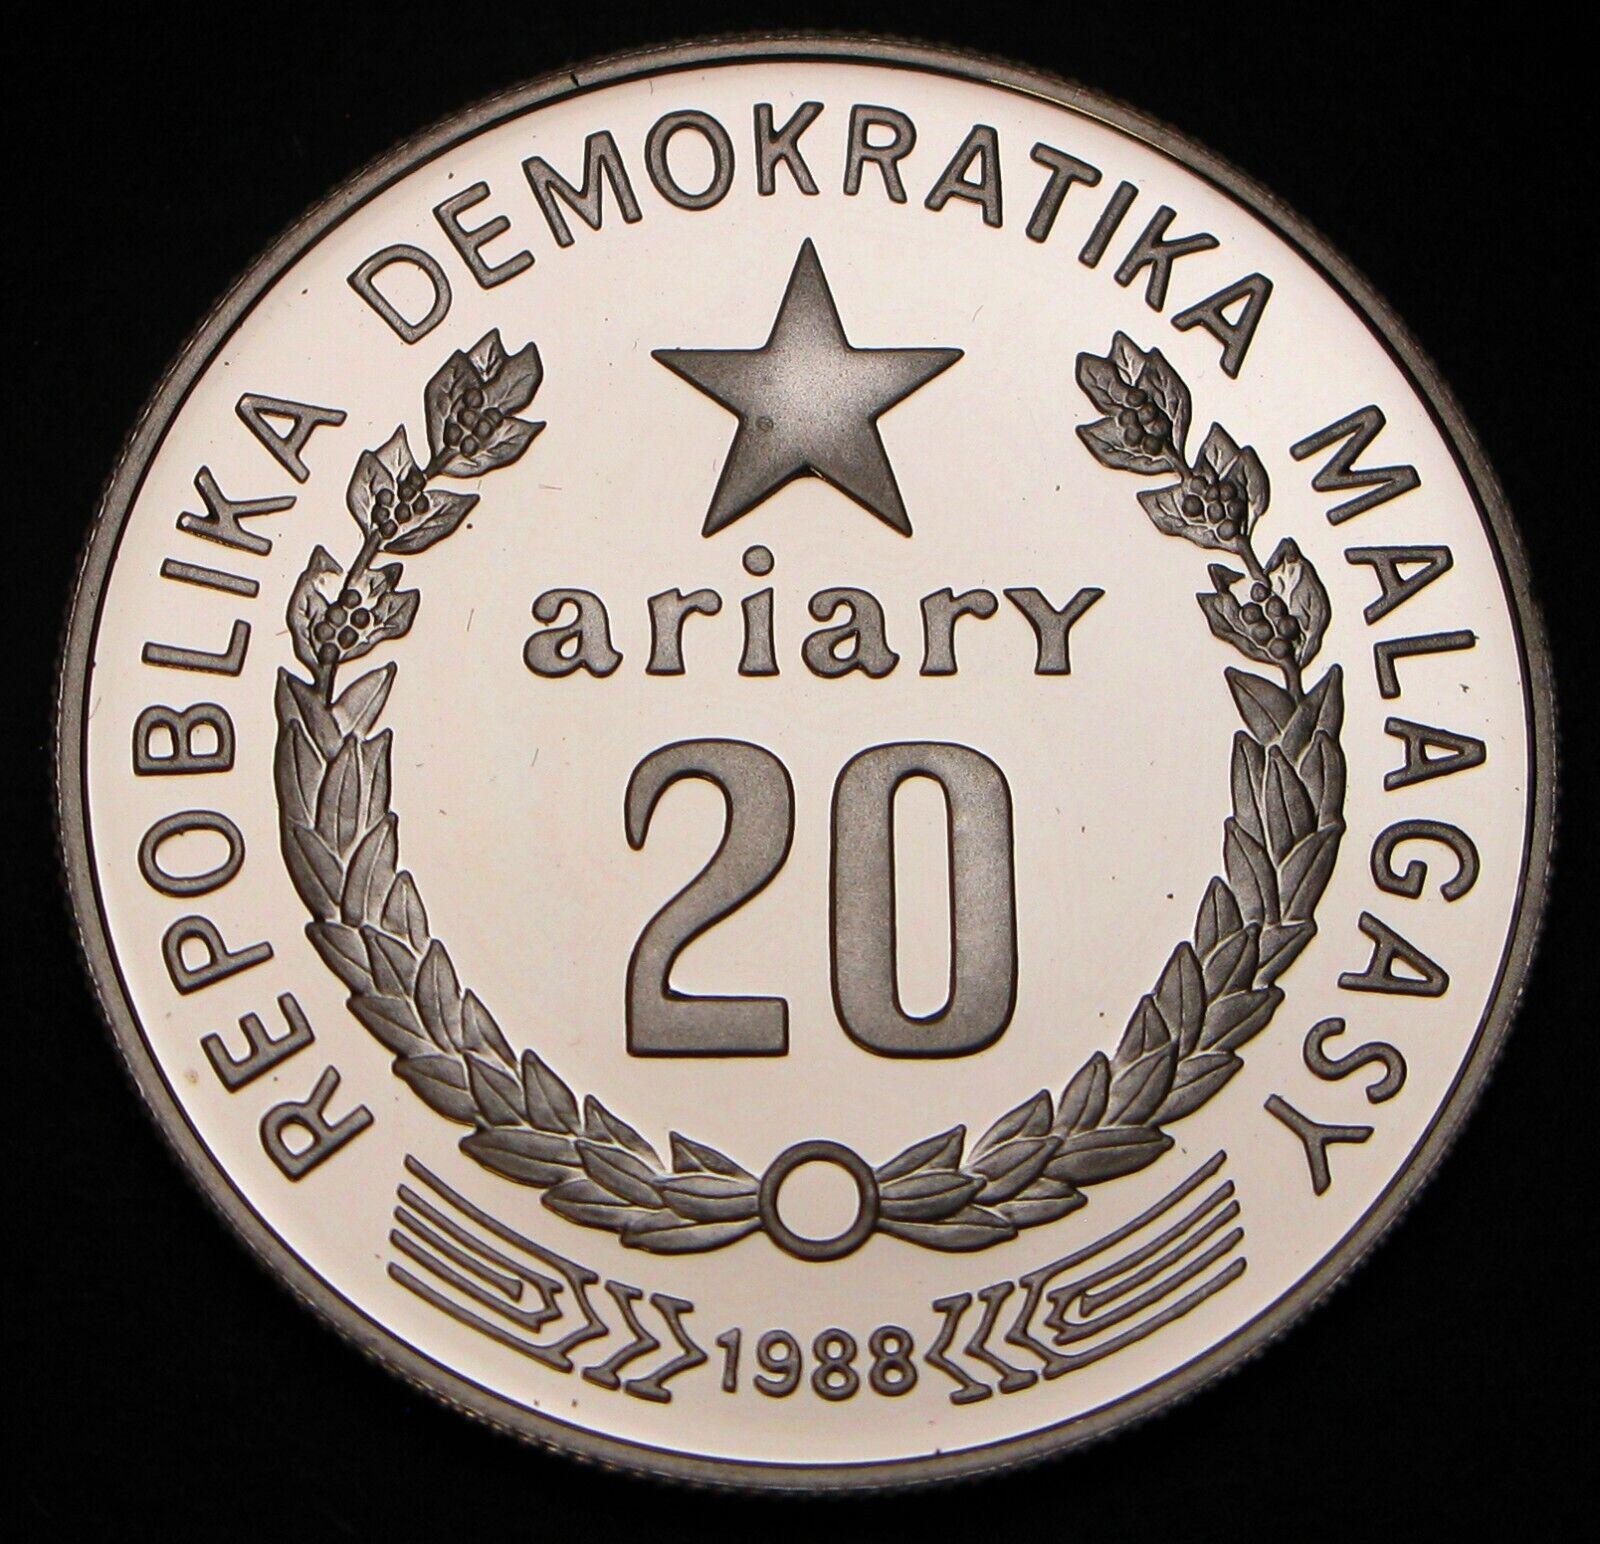 REPOBLIKA DEMOKRATIKA MALAGASY
ariary
20
1988